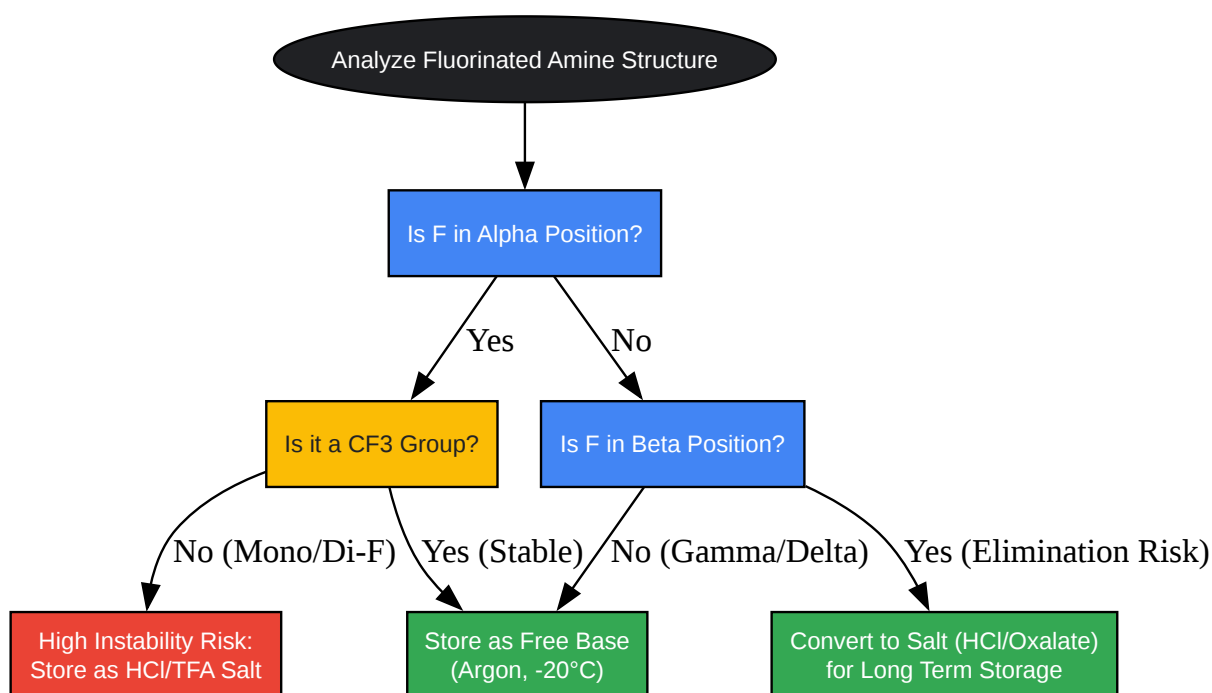 Analyze Fluorinated Amine Structure
Is F in Alpha Position?
Yes
No
Is it a CF3 Group?
Is F in Beta Position?
No (Mono/Di-F)
Yes (Stable)
No (Gamma/Delta)
Yes (Elimination Risk)
High Instability Risk:
Store as HCl/TFA Salt
Store as Free Base
(Argon, -20°C)
Convert to Salt (HCl/Oxalate)
for Long Term Storage